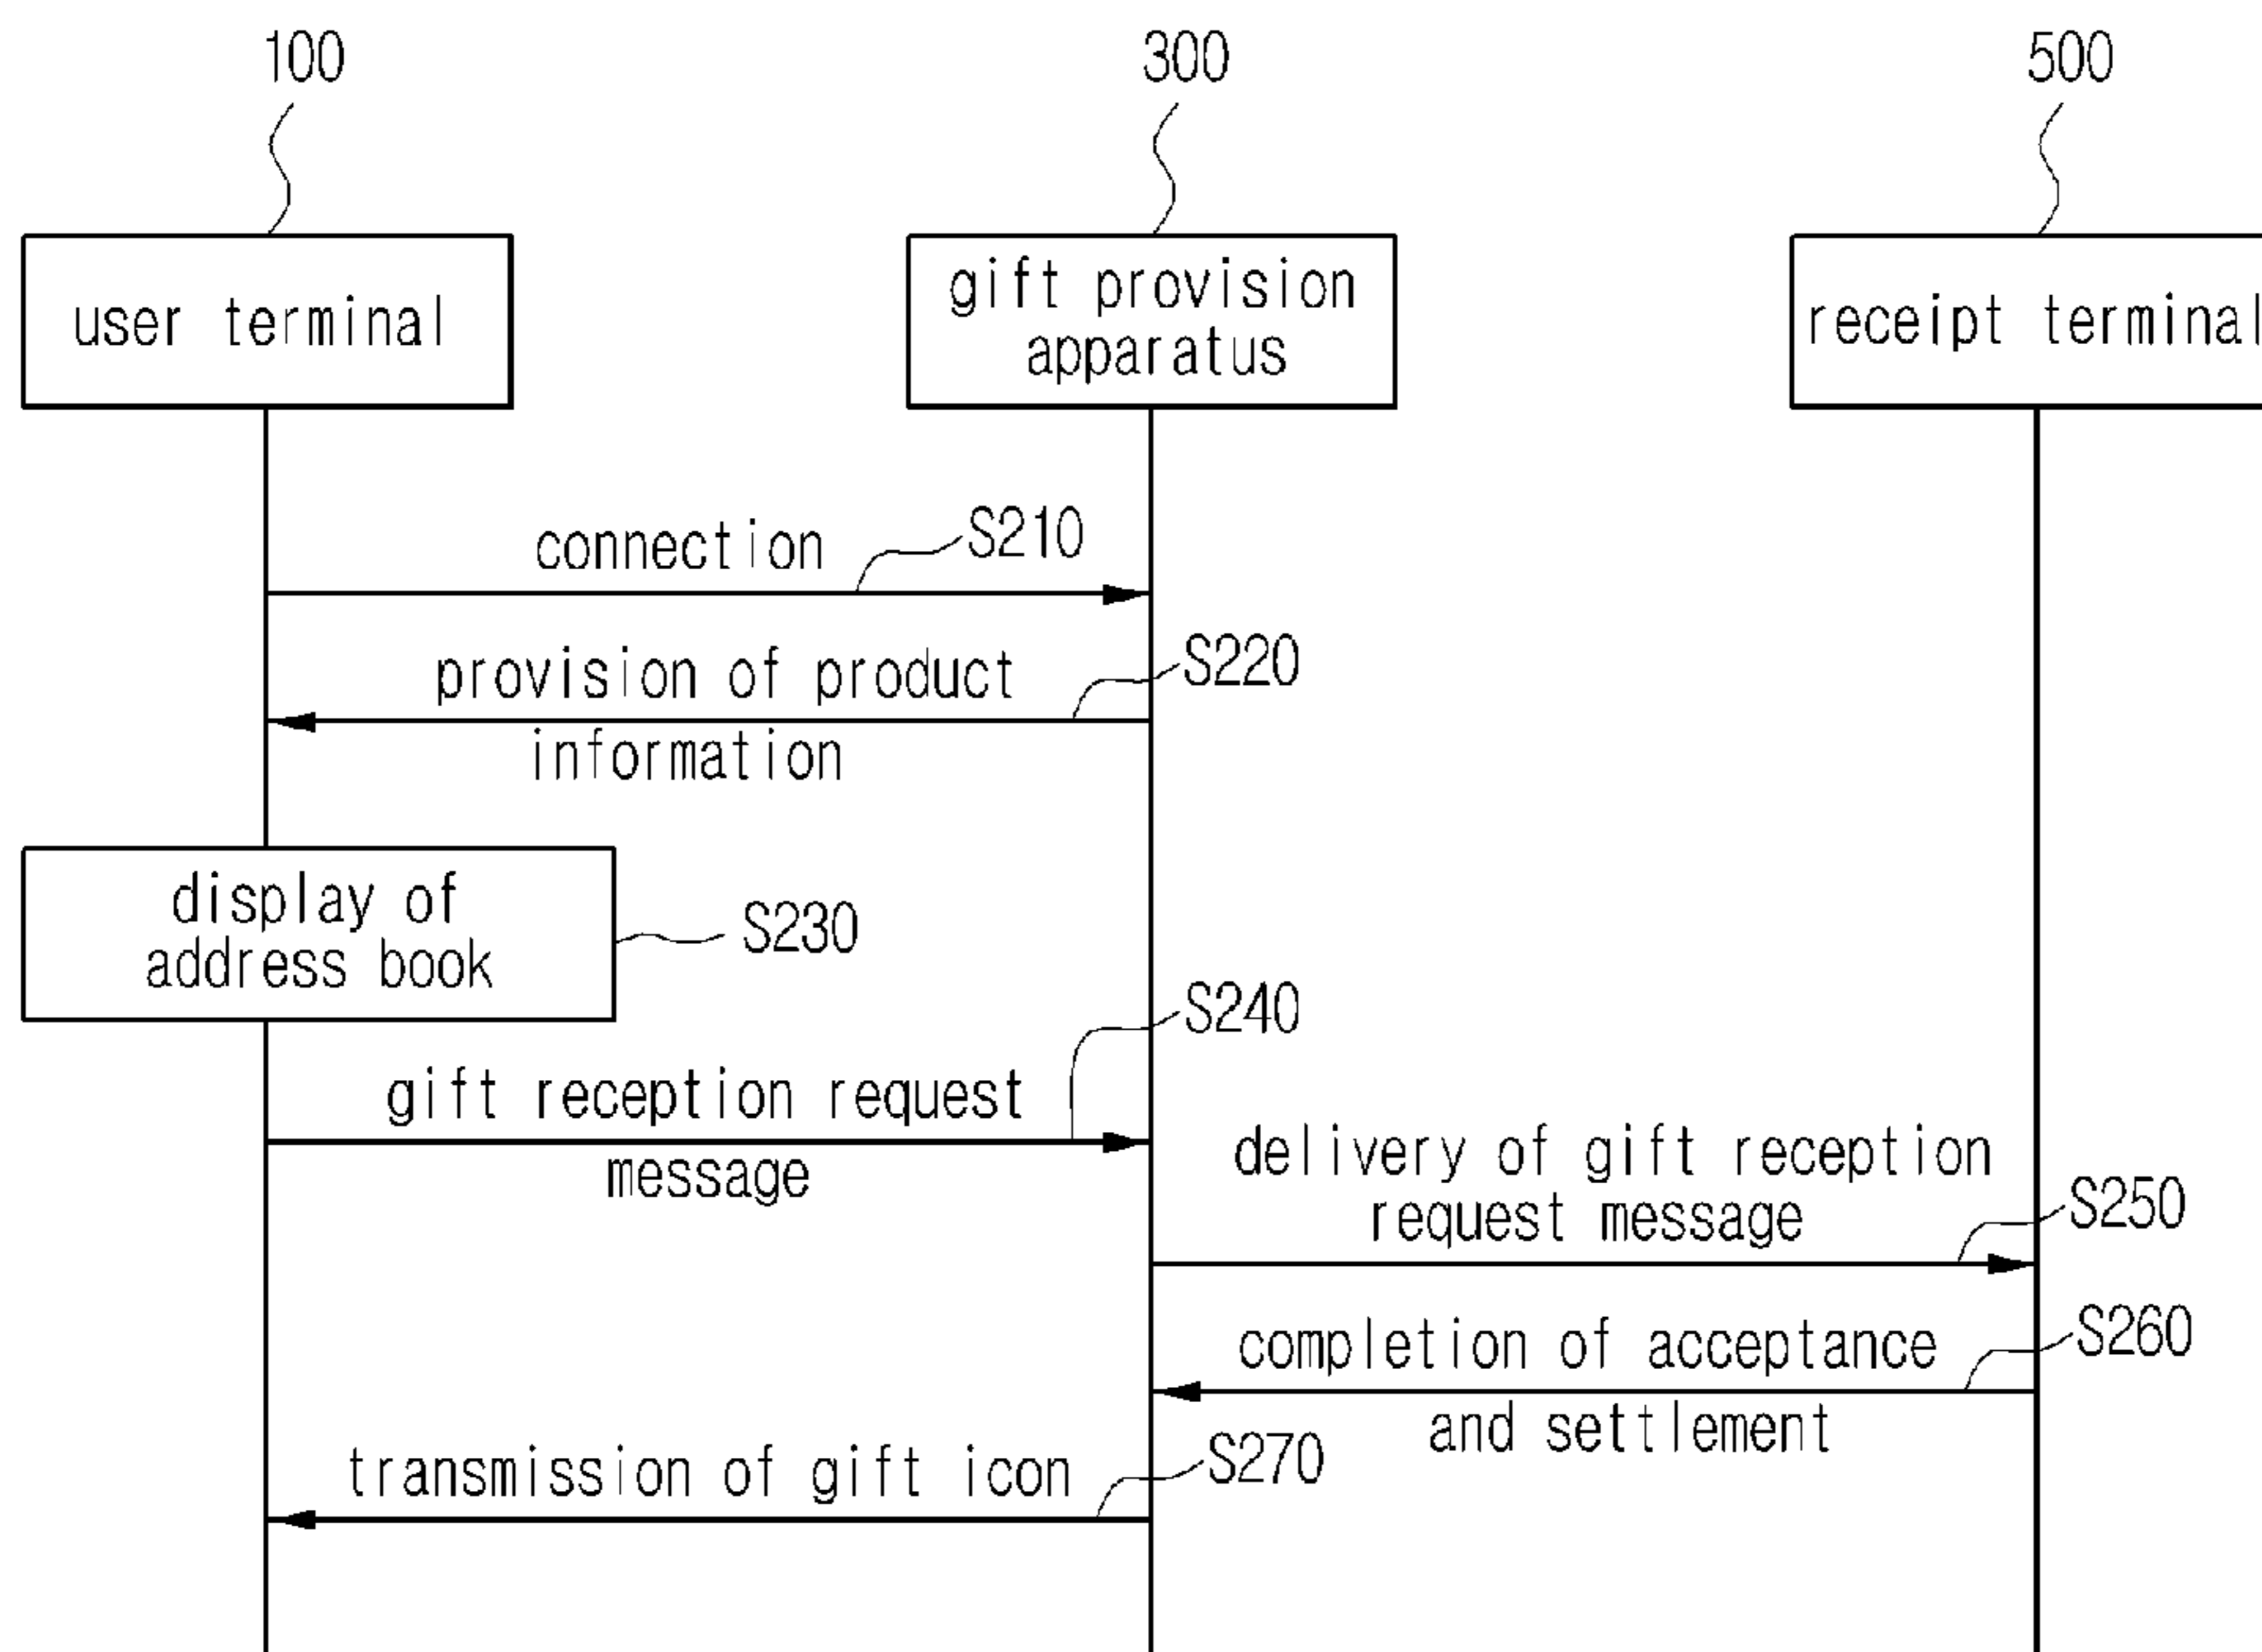 100
300
500
user terminal
gift provision
apparatus
receipt terminal
connection
S210
provision of product
information
S220
display of
address book
S230
S240
gift reception request
message
delivery of gift reception
request message
S250
completion of acceptance
and settlement
S260
transmission of gift icon
S270